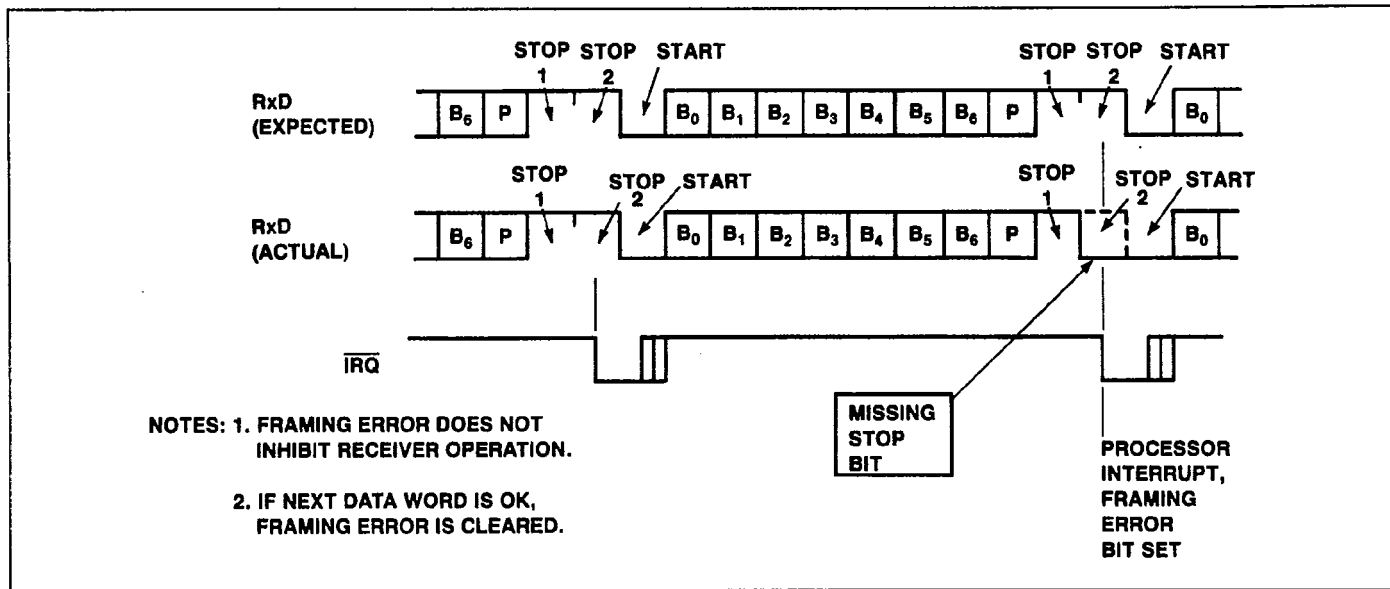 STOP STOP START
1 2
STOP STOP START
1 2
RxD
(EXPECTED)
B6 P B0 B1 B2 B3 B4 B5 B6 P B0
STOP STOP START
1 2
STOP STOP START
1 2
RxD
(ACTUAL)
B6 P B0 B1 B2 B3 B4 B5 B6 P B0
IRQ
MISSING
STOP
BIT
PROCESSOR
INTERRUPT,
FRAMING
ERROR
BIT SET
NOTES: 1. FRAMING ERROR DOES NOT
INHIBIT RECEIVER OPERATION.
2. IF NEXT DATA WORD IS OK,
FRAMING ERROR IS CLEARED.